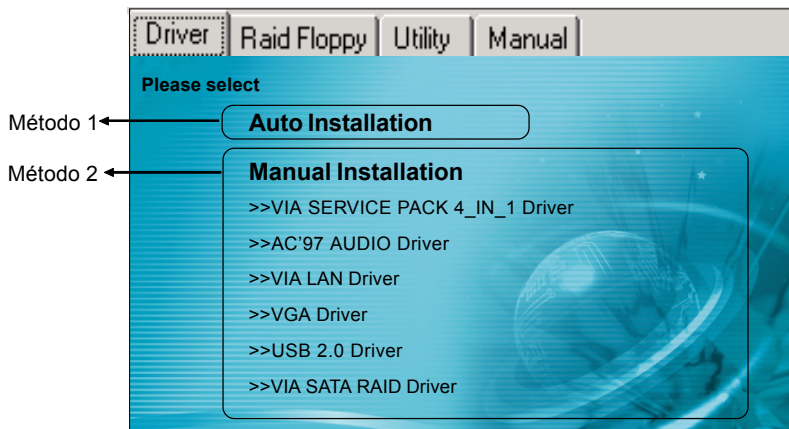 Driver Raid Floppy Utility Manual
Please select
Método 1 Auto Installation
Método 2 Manual Installation
>>VIA SERVICE PACK 4_IN_1 Driver
>>AC'97 AUDIO Driver
>>VIA LAN Driver
>>VGA Driver
>>USB 2.0 Driver
>>VIA SATA RAID Driver